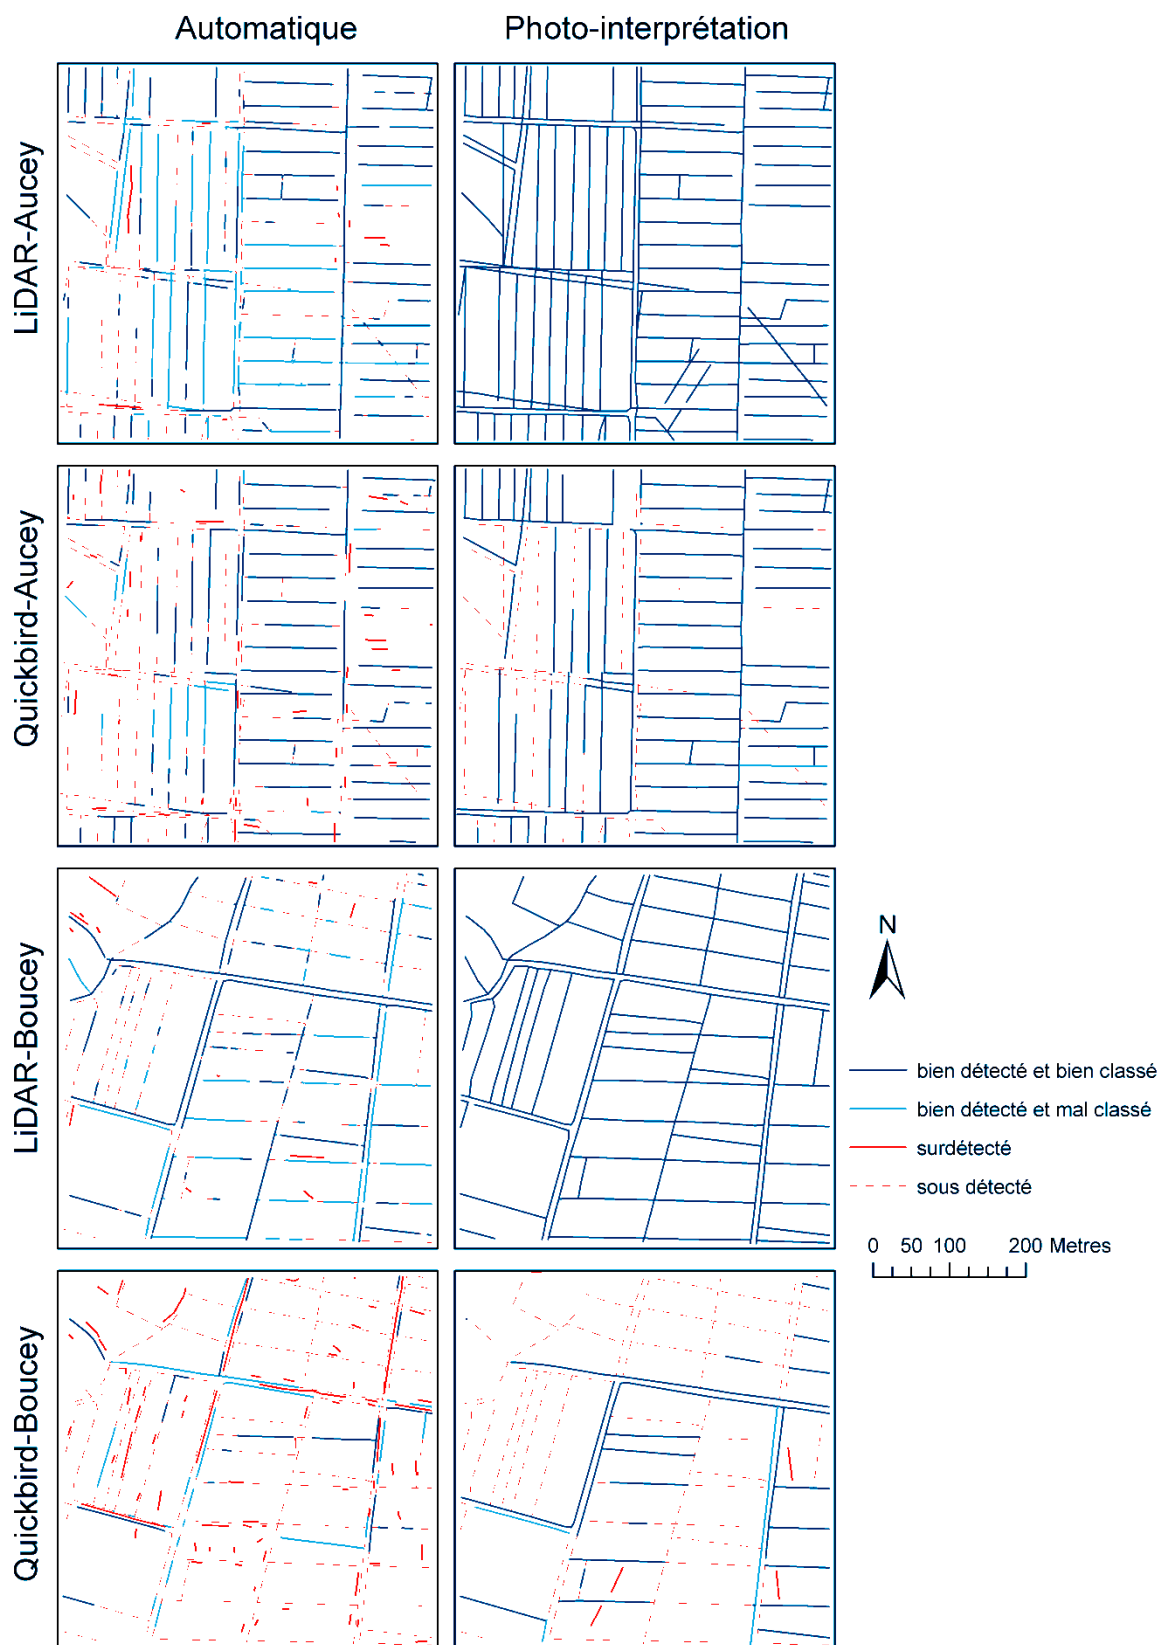 Automatique
Photo-interprétation
LiDAR-Aucey
Quickbird-Aucey
LiDAR-Boucey
Quickbird-Boucey
N
bien détecté et bien classé
bien détecté et mal classé
surdétecté
sous détecté
0 50 100 200 Metres